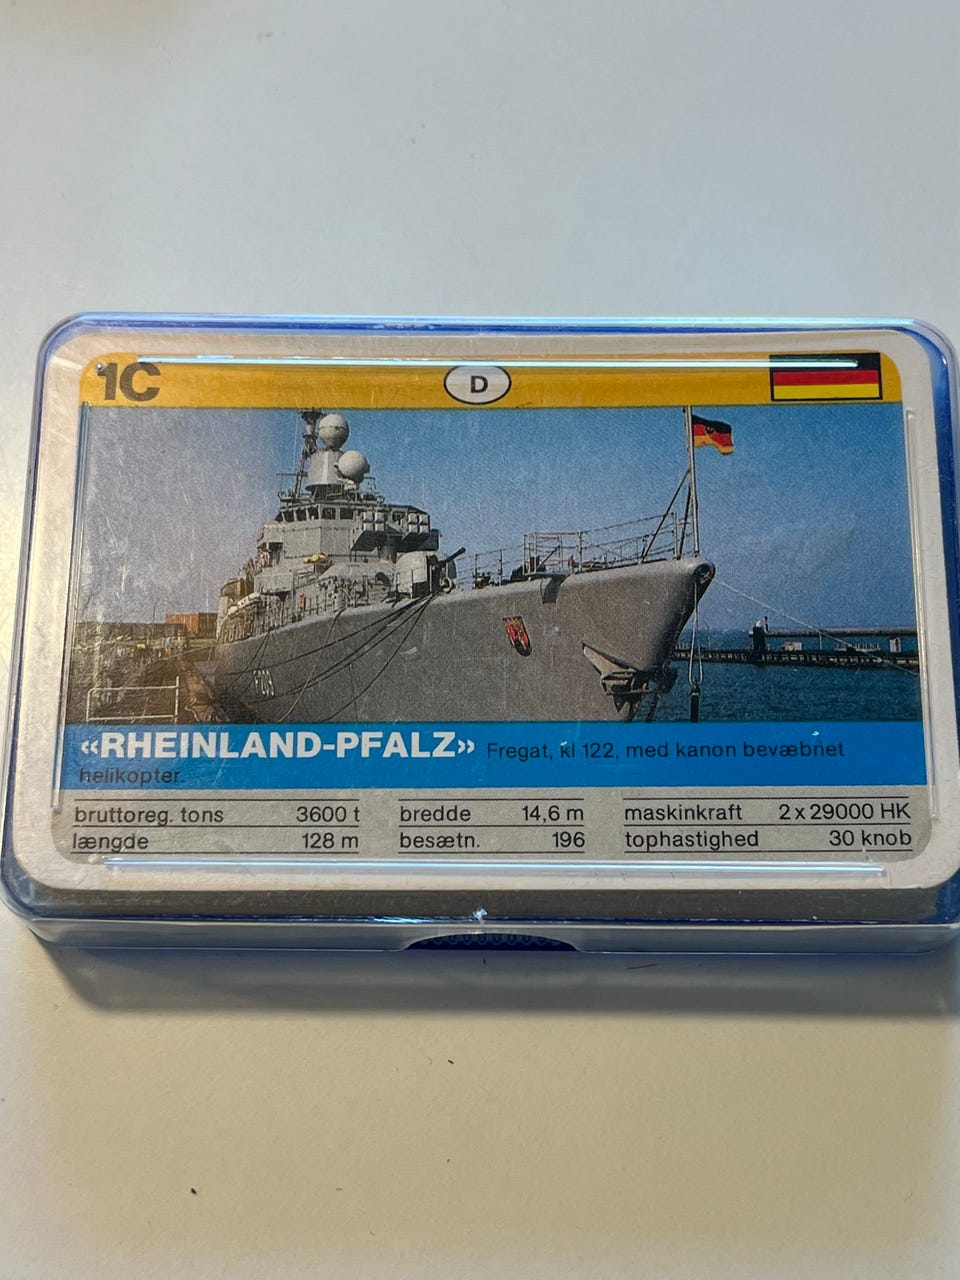 1C
D
F209
«RHEINLAND-PFALZ» Fregat, kl 122, med kanon bevæbnet
helikopter.
bruttoreg. tons 3600 t bredde 14,6 m maskinkraft 2 x 29000 HK
længde 128 m besætn. 196 tophastighed 30 knob